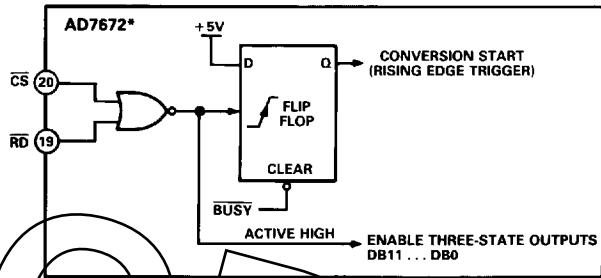 AD7672*
+5V
D
Q
CONVERSION START
(RISING EDGE TRIGGER)
CS
20
FLIP
FLOP
RD
19
CLEAR
BUSY
ACTIVE HIGH
ENABLE THREE-STATE OUTPUTS
DB11 . . . DB0